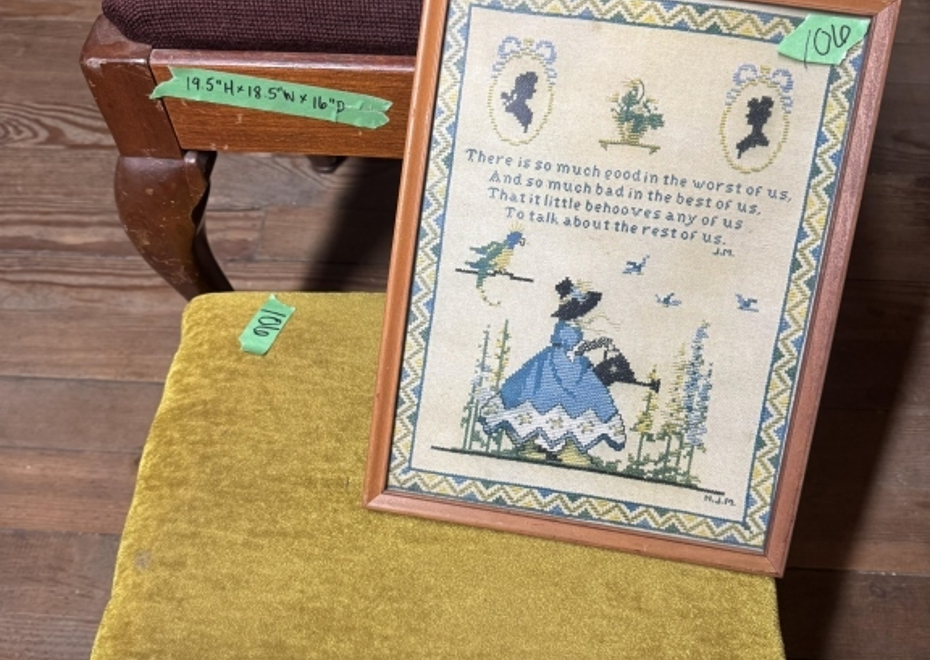 19.5"H x 18.5"W x 16"D
106
There is so much good in the worst of us,
And so much bad in the best of us,
That it little behooves any of us
To talk about the rest of us.
J.M.
106
N.J.M.